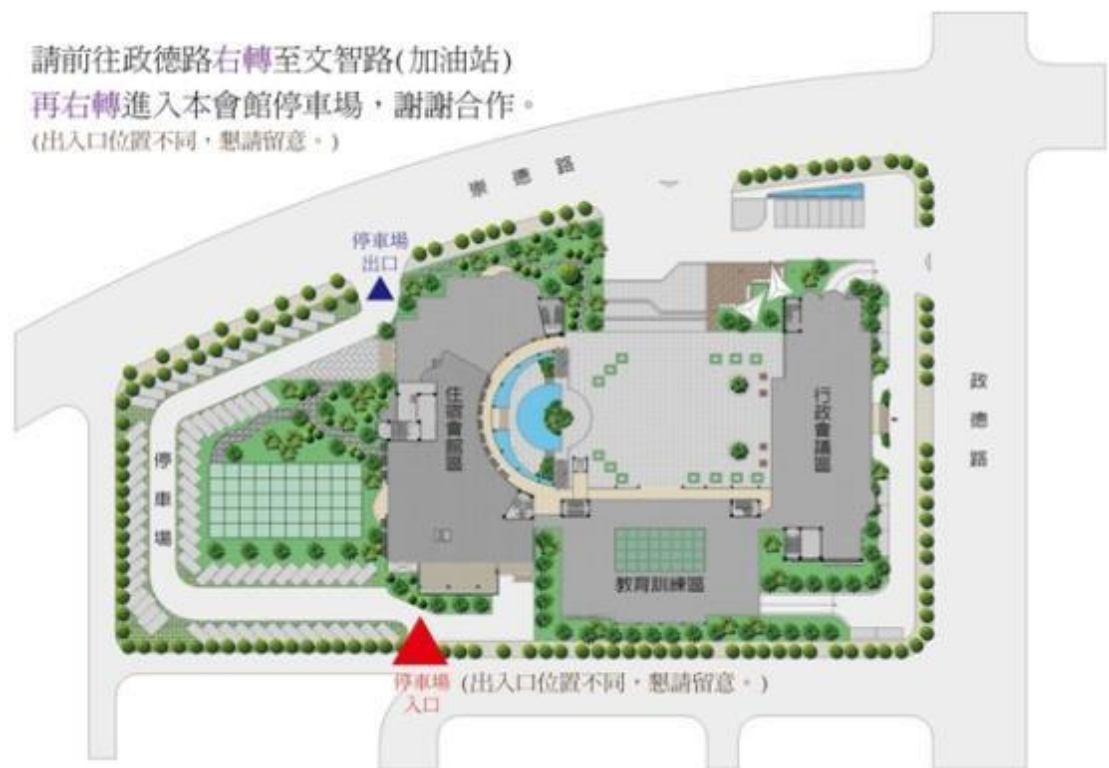 請前往政德路右轉至文智路(加油站)
再右轉進入本會館停車場，謝謝合作。
(出入口位置不同，懇請留意。)
崇德路
停車場
出口
住宿會館區
行政會議區
政德路
停車場
教育訓練區
停車場
入口
(出入口位置不同，懇請留意。)